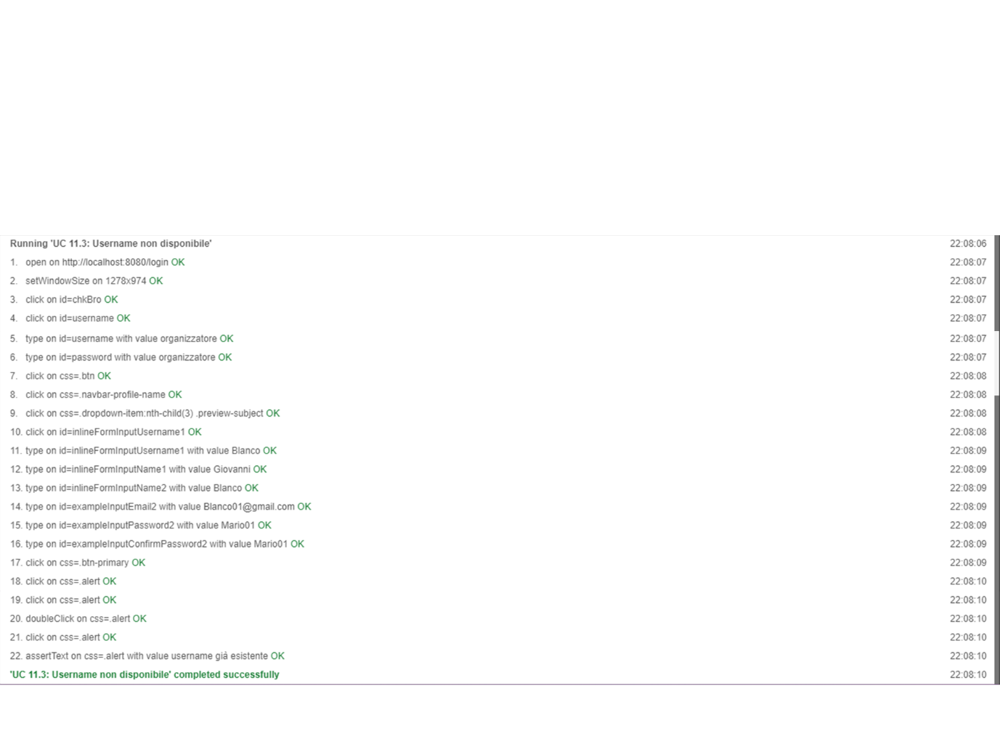 Running 'UC 11.3: Username non disponibile' 22:08:06
1. open on http://localhost:8080/login OK 22:08:07
2. setWindowSize on 1278x974 OK 22:08:07
3. click on id=chkBro OK 22:08:07
4. click on id=username OK 22:08:07
5. type on id=username with value organizzatore OK 22:08:07
6. type on id=password with value organizzatore OK 22:08:07
7. click on css=.btn OK 22:08:08
8. click on css=.navbar-profile-name OK 22:08:08
9. click on css=.dropdown-item:nth-child(3) .preview-subject OK 22:08:08
10. click on id=inlineFormInputUsername1 OK 22:08:08
11. type on id=inlineFormInputUsername1 with value Blanco OK 22:08:09
12. type on id=inlineFormInputName1 with value Giovanni OK 22:08:09
13. type on id=inlineFormInputName2 with value Blanco OK 22:08:09
14. type on id=exampleInputEmail2 with value Blanco01@gmail.com OK 22:08:09
15. type on id=exampleInputPassword2 with value Mario01 OK 22:08:09
16. type on id=exampleInputConfirmPassword2 with value Mario01 OK 22:08:09
17. click on css=.btn-primary OK 22:08:09
18. click on css=.alert OK 22:08:10
19. click on css=.alert OK 22:08:10
20. doubleClick on css=.alert OK 22:08:10
21. click on css=.alert OK 22:08:10
22. assertText on css=.alert with value username già esistente OK 22:08:10
'UC 11.3: Username non disponibile' completed successfully 22:08:10